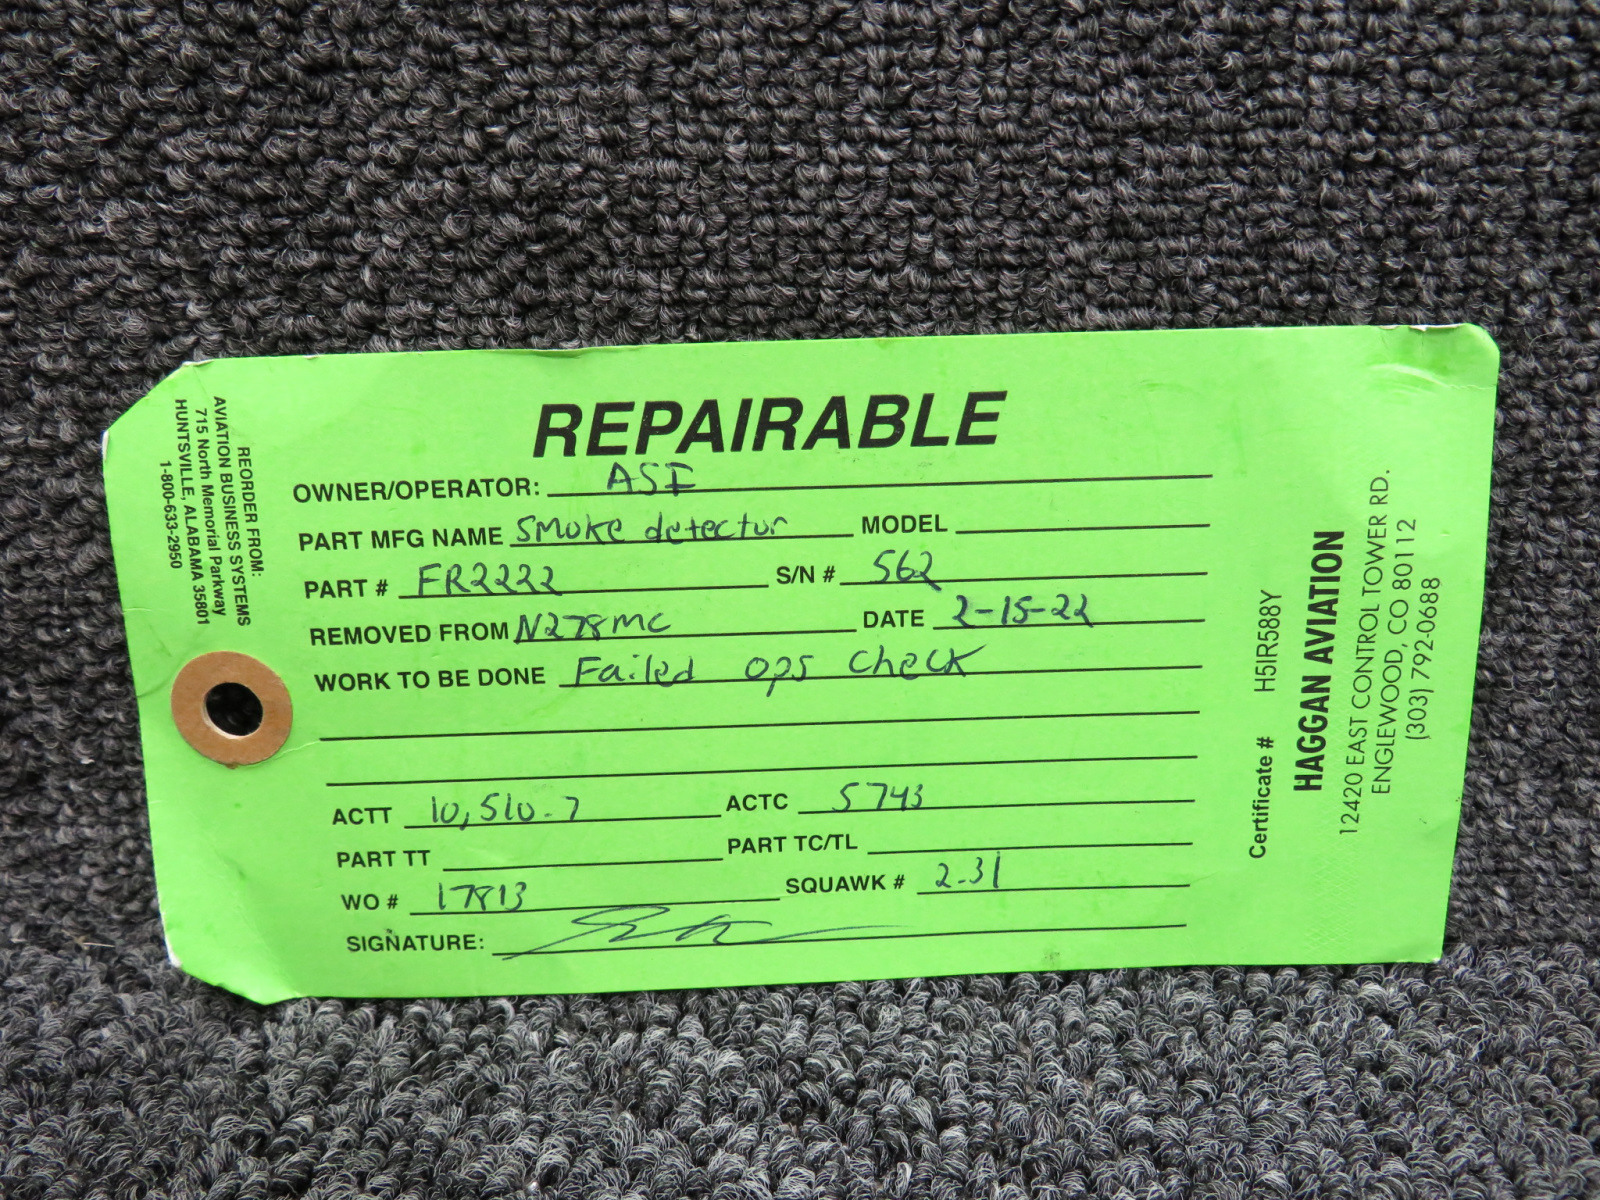 REPAIRABLE
OWNER/OPERATOR: ASI
PART MFG NAME Smoke detector MODEL
PART # FR2222 S/N # 562
REMOVED FROM N278MC DATE 2-15-22
WORK TO BE DONE Failed ops check
ACTT 10,510.7 ACTC 5743
PART TT PART TC/TL
WO # 17813 SQUAWK # 2-31
SIGNATURE:
REORDER FROM:
AVIATION BUSINESS SYSTEMS
715 North Memorial Parkway
HUNTSVILLE, ALABAMA 35801
1-800-633-2950
Certificate # H5IR588Y
HAGGAN AVIATION
12420 EAST CONTROL TOWER RD.
ENGLEWOOD, CO 80112
(303) 792-0688